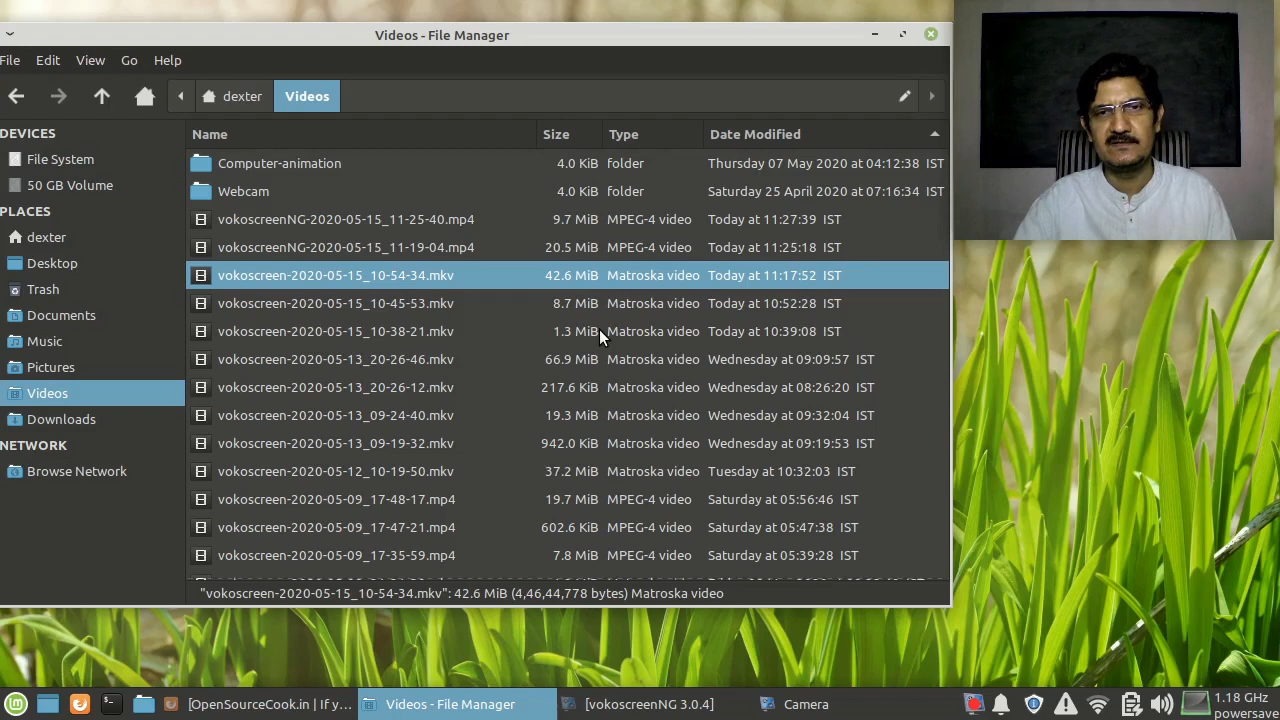 Videos - File Manager
File Edit View Go Help
dexter Videos
DEVICES
File System
50 GB Volume
PLACES
dexter
Desktop
Trash
Documents
Music
Pictures
Videos
Downloads
NETWORK
Browse Network
Name Size Type Date Modified
Computer-animation 4.0 KiB folder Thursday 07 May 2020 at 04:12:38 IST
Webcam 4.0 KiB folder Saturday 25 April 2020 at 07:16:34 IST
vokoscreenNG-2020-05-15_11-25-40.mp4 9.7 MiB MPEG-4 video Today at 11:27:39 IST
vokoscreenNG-2020-05-15_11-19-04.mp4 20.5 MiB MPEG-4 video Today at 11:25:18 IST
vokoscreen-2020-05-15_10-54-34.mkv 42.6 MiB Matroska video Today at 11:17:52 IST
vokoscreen-2020-05-15_10-45-53.mkv 8.7 MiB Matroska video Today at 10:52:28 IST
vokoscreen-2020-05-15_10-38-21.mkv 1.3 MiB Matroska video Today at 10:39:08 IST
vokoscreen-2020-05-13_20-26-46.mkv 66.9 MiB Matroska video Wednesday at 09:09:57 IST
vokoscreen-2020-05-13_20-26-12.mkv 217.6 KiB Matroska video Wednesday at 08:26:20 IST
vokoscreen-2020-05-13_09-24-40.mkv 19.3 MiB Matroska video Wednesday at 09:32:04 IST
vokoscreen-2020-05-13_09-19-32.mkv 942.0 KiB Matroska video Wednesday at 09:19:53 IST
vokoscreen-2020-05-12_10-19-50.mkv 37.2 MiB Matroska video Tuesday at 10:32:03 IST
vokoscreen-2020-05-09_17-48-17.mp4 19.7 MiB MPEG-4 video Saturday at 05:56:46 IST
vokoscreen-2020-05-09_17-47-21.mp4 602.6 KiB MPEG-4 video Saturday at 05:47:38 IST
vokoscreen-2020-05-09_17-35-59.mp4 7.8 MiB MPEG-4 video Saturday at 05:39:28 IST
"vokoscreen-2020-05-15_10-54-34.mkv": 42.6 MiB (4,46,44,778 bytes) Matroska video
[OpenSourceCook.in | If y... Videos - File Manager [vokoscreenNG 3.0.4] Camera 1.18 GHz
powersave